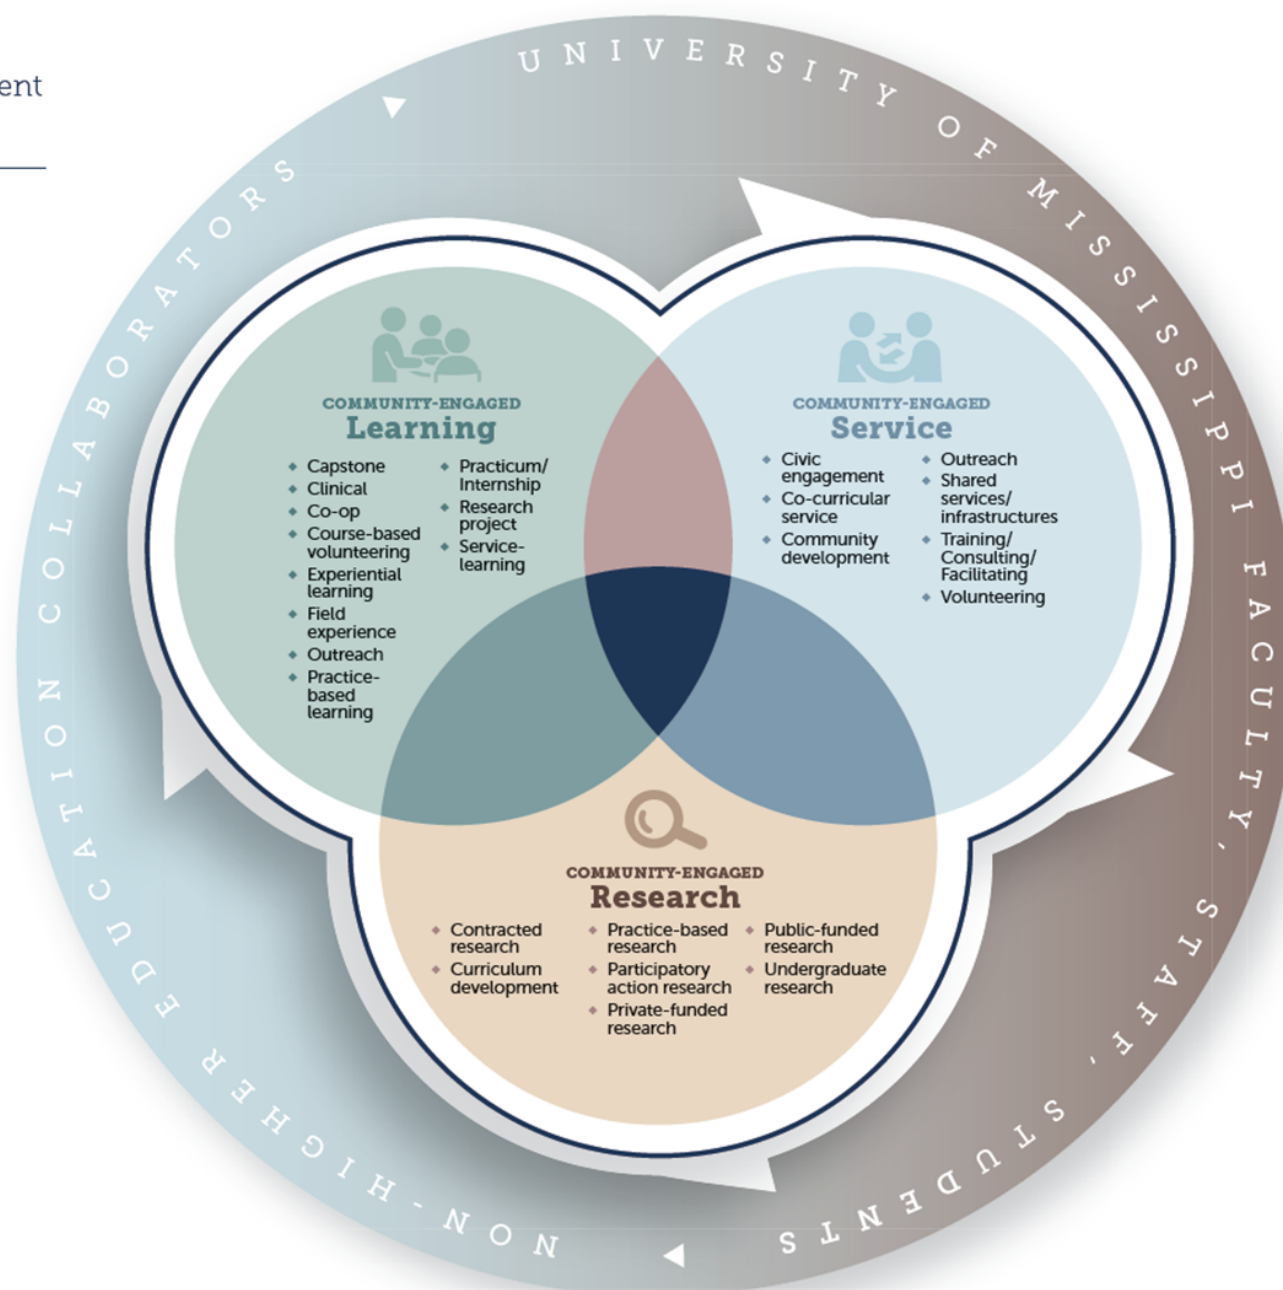 ent
UNIVERSITY OF MISSISSIPPI FACULTY, STAFF, STUDENTS
NON-HIGHER EDUCATION COLLABORATORS
COMMUNITY-ENGAGED
Learning
Capstone
Clinical
Co-op
Course-based
volunteering
Experiential
learning
Field
experience
Outreach
Practice-
based
learning
Practicum/
Internship
Research
project
Service-
learning
COMMUNITY-ENGAGED
Service
Civic
engagement
Co-curricular
service
Community
development
Outreach
Shared
services/
infrastructures
Training/
Consulting/
Facilitating
Volunteering
COMMUNITY-ENGAGED
Research
Contracted
research
Curriculum
development
Practice-based
research
Participatory
action research
Private-funded
research
Public-funded
research
Undergraduate
research